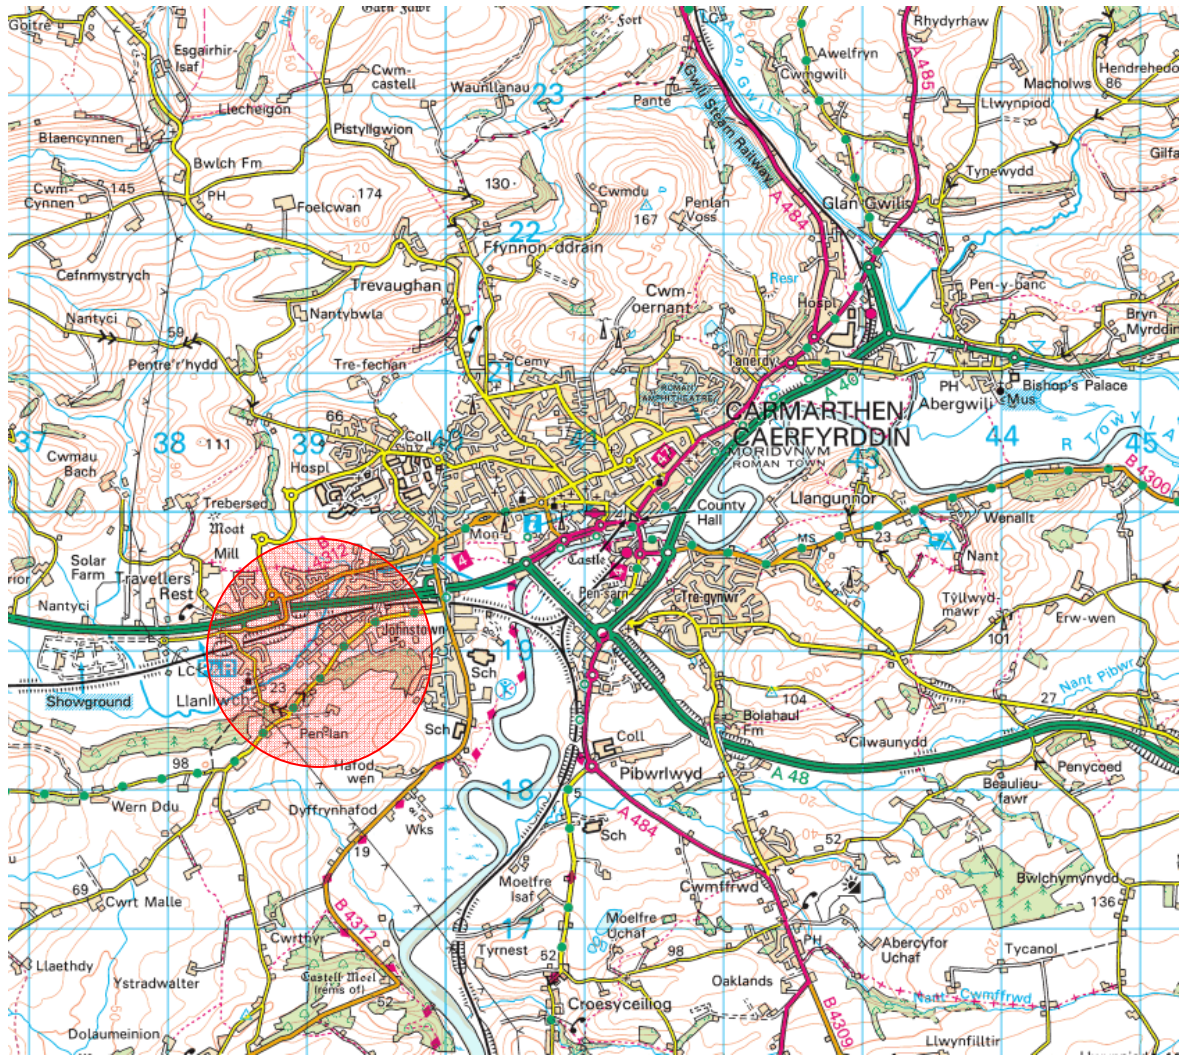 Goitre
Esgairhir-
Isaf
Cwm-
castell
Waunllanau
23
fort
LC
Afon Gwili
Pante
Gwili Steam Railway
Awelfryn
Cwmgwili
Rhydyrhaw
A 485
Macholws
86
Llwynpiod
Llecheigon
Blaencynnen
Pistyllgwion
Bwlch Fm
Cwm-
Cynnen
145
PH
Foelcwan
174
130
Cwmdu
167
Penlan
Voss
A 484
Glan Gwili
Tynewydd
22
Ffynnon-ddrain
Cefnmystrych
Trevaughan
Cwm-
oernant
Resr
Hospl
Pen-y-banc
Bryn
Nantyci
59
Nantybwla
Pentre'r'hydd
Tre-fechan
Cemy
21
Tanerdy
A 40
ROMAN
AMPHITHEATRE
PH
Abergwili
Bishop's Palace
Mus
CARMARTHEN
CAERFYRDDIN
MORIDVNVM
ROMAN TOWN
37
38
39
66
111
Coll
43
44
45
R Towy
B 4300
Cwmau
Bach
Hospl
Trebersed
Moat
Mill
47
County
Hall
Llangunnor
Wenallt
Mon
Castle
MS
23
Nant
Solar
Farm
Travellers'
Rest
B 4312
4
Pen-sarn
Tre-gynwr
Tŷllwyd-
mawr
Erw-wen
101
Nantyci
Johnstown
LC
19
Sch
Nant Pibwr
Showground
Llanllwch
23
Pen-lan
104
Bolahaul
Fm
27
Cilwaunydd
Sch
Coll
98
Hafod
wen
Pibwrlwyd
A 48
Penycoed
Beaulieu-
fawr
Wern Ddu
Dyffrynhafod
18
5
Wks
19
Sch
A 484
52
69
Cwrt Malle
Moelfre
Isaf
Cwmffrwd
Bwlchymynydd
136
B 4312
17
Moelfre
Uchaf
Cwrthyr
Tyrnest
52
98
PH
Abercyfor
Uchaf
Tycanol
Llaethdy
Ystradwalter
Castell Moel
(rems of)
52
Oaklands
Nant Cwmffrwd
Croesyceiliog
B 4309
Dolaumeinion
Llwynfilltir